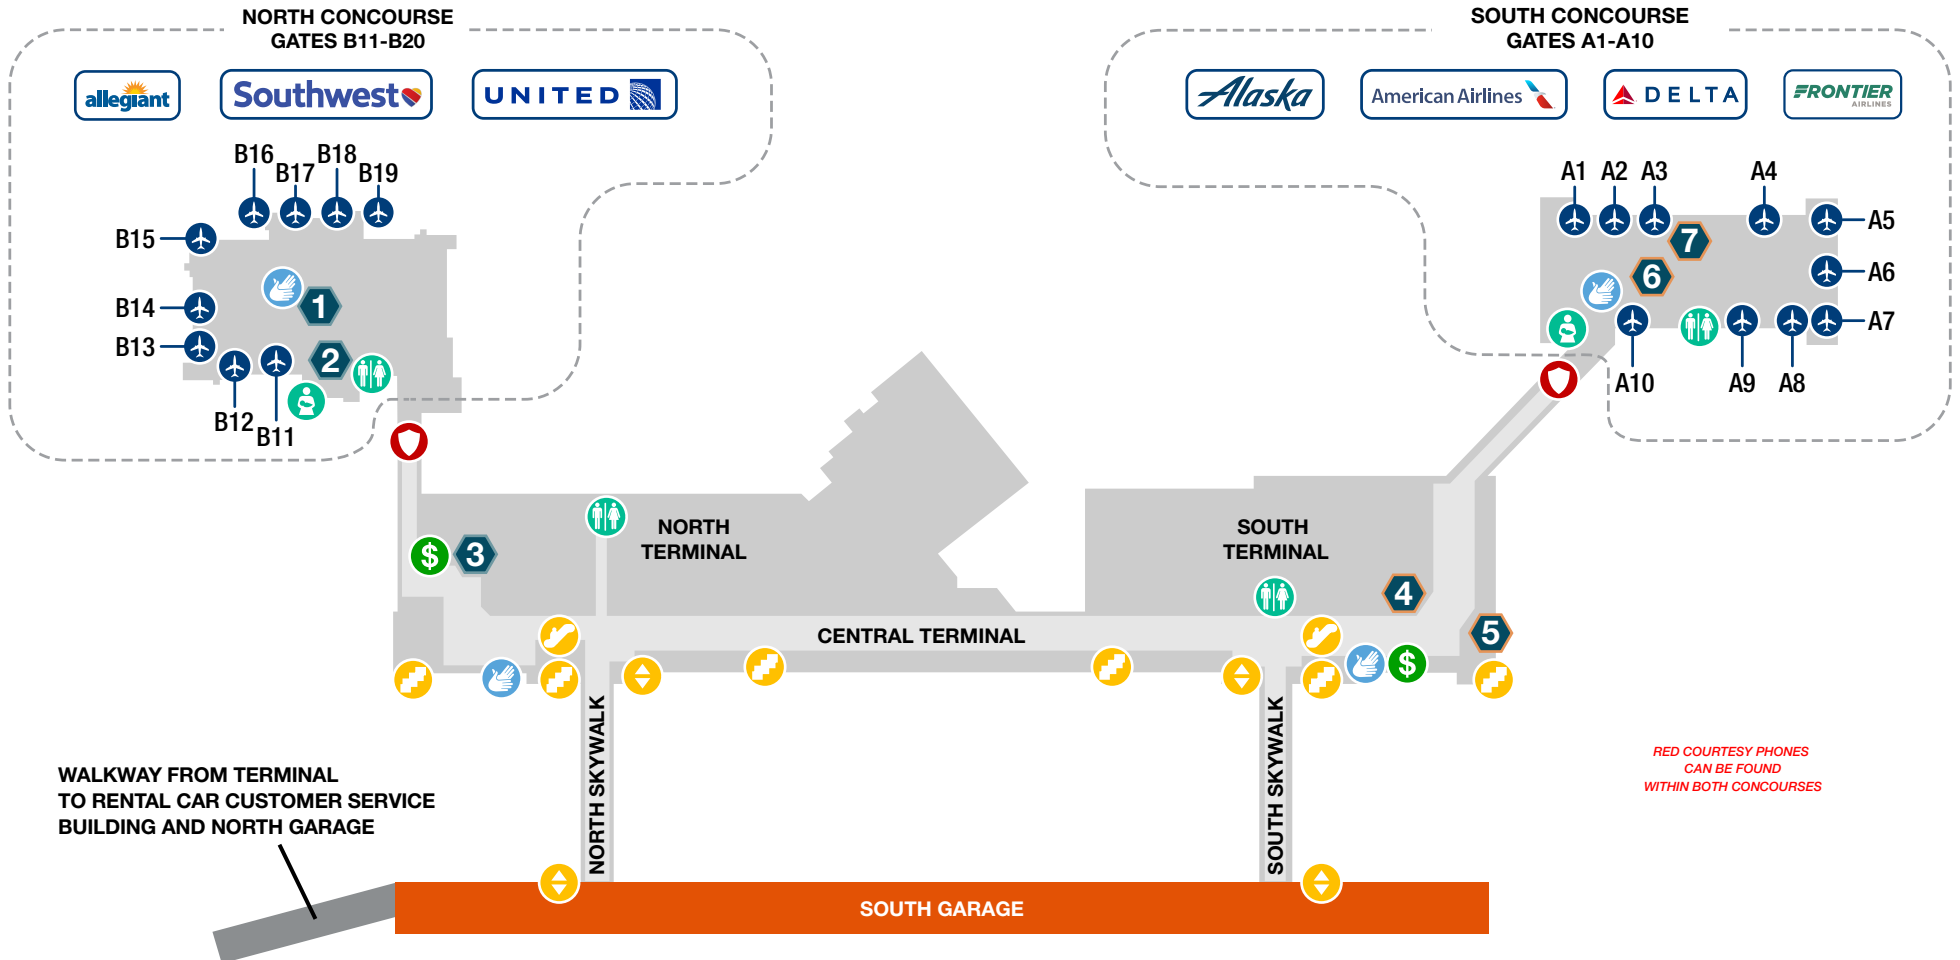 NORTH CONCOURSE
GATES B11-B20
allegiant
Southwest
UNITED
SOUTH CONCOURSE
GATES A1-A10
Alaska
American Airlines
DELTA
FRONTIER
AIRLINES
B16
B17
B18
B19
B15
B14
B13
B12
B11
1
2
A1
A2
A3
A4
A5
A6
A7
A8
A9
A10
7
6
NORTH
TERMINAL
SOUTH
TERMINAL
$
3
4
5
CENTRAL TERMINAL
$
NORTH SKYWALK
SOUTH SKYWALK
RED COURTESY PHONES
CAN BE FOUND
WITHIN BOTH CONCOURSES
WALKWAY FROM TERMINAL
TO RENTAL CAR CUSTOMER SERVICE
BUILDING AND NORTH GARAGE
SOUTH GARAGE